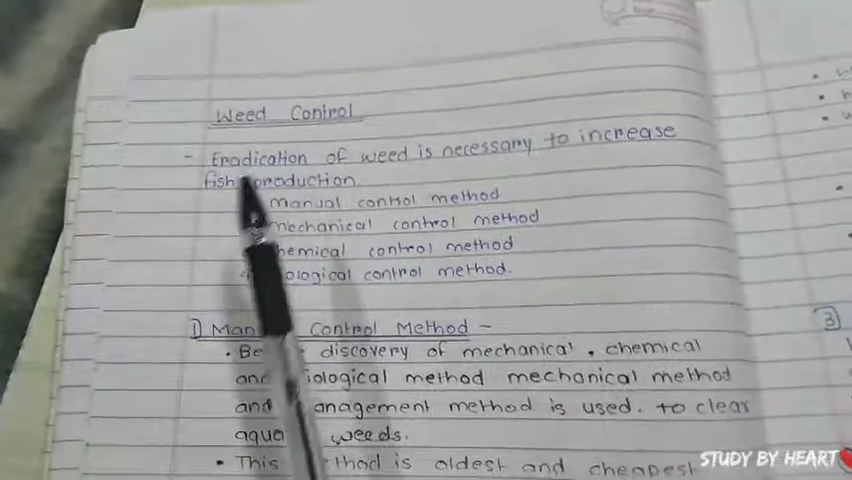 Weed Control
- Eradication of weed is necessary to increase
fish production.
manual control method
mechanical control method
chemical control method
control method.
1) Control Method -
• discovery of mechanical, chemical
method mechanical method
and method is used. to clear
weeds.
• This is oldest and cheapest
3
STUDY BY HEART